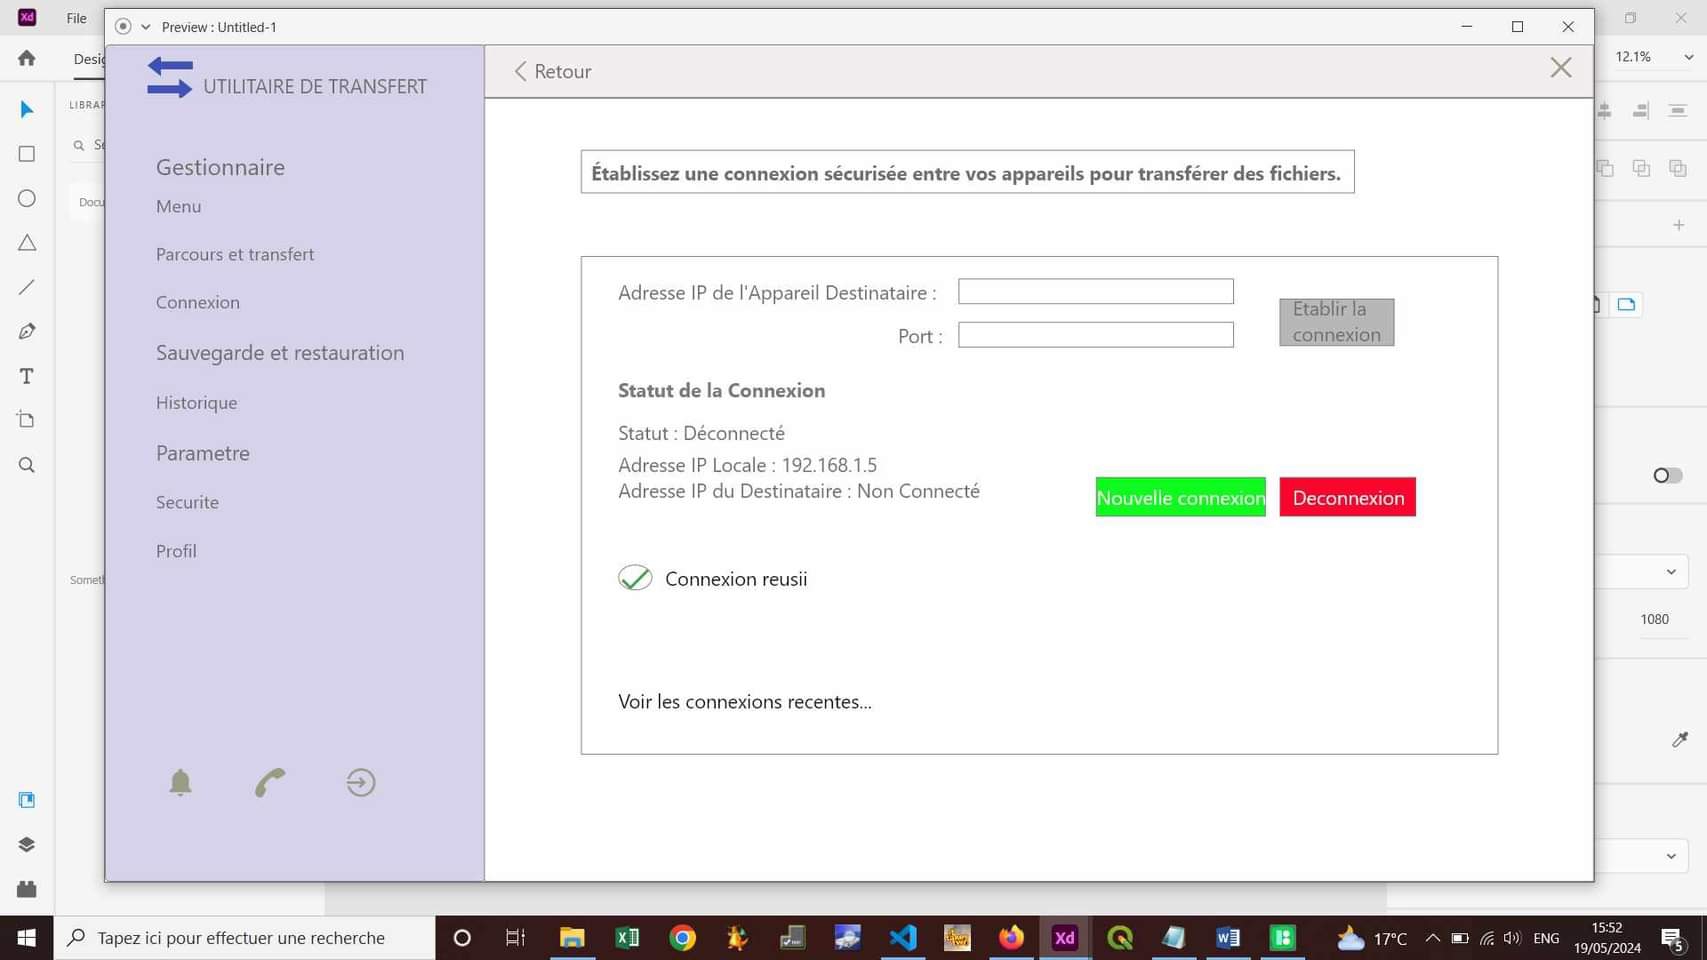 Xd File
Preview : Untitled-1
Desig
12.1%
LIBRAR
Se
Docu
Someth
UTILITAIRE DE TRANSFERT
Gestionnaire
Menu
Parcours et transfert
Connexion
Sauvegarde et restauration
Historique
Parametre
Securite
Profil
Retour
Établissez une connexion sécurisée entre vos appareils pour transférer des fichiers.
Adresse IP de l'Appareil Destinataire :
Port :
Etablir la
connexion
Statut de la Connexion
Statut : Déconnecté
Adresse IP Locale : 192.168.1.5
Adresse IP du Destinataire : Non Connecté
Nouvelle connexion
Deconnexion
Connexion reusii
Voir les connexions recentes...
1080
Tapez ici pour effectuer une recherche
Xd
17°C
ENG
15:52
19/05/2024
5